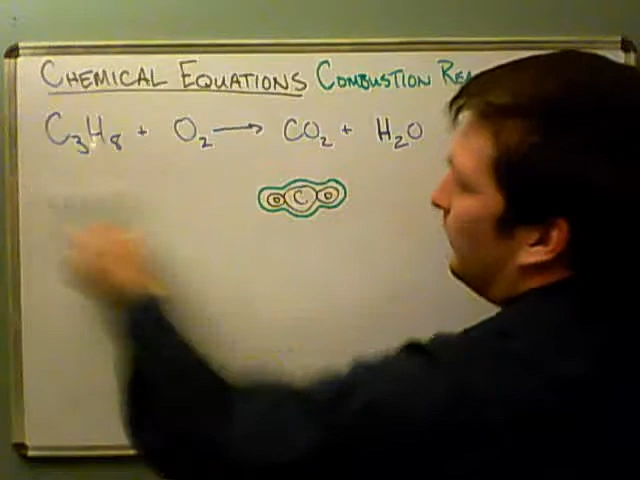 CHEMICAL EQUATIONS COMBUSTION
C₃H₈ + O₂ → CO₂ + H₂O
O C O